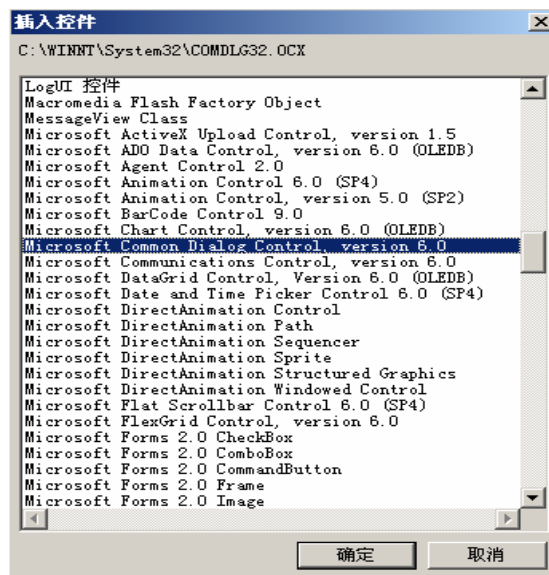 插入控件
C:\WINNT\System32\COMDLG32.OCX
LogUI 控件
Macromedia Flash Factory Object
MessageView Class
Microsoft ActiveX Upload Control, version 1.5
Microsoft ADO Data Control, version 6.0 (OLEDB)
Microsoft Agent Control 2.0
Microsoft Animation Control 6.0 (SP4)
Microsoft Animation Control, version 5.0 (SP2)
Microsoft BarCode Control 9.0
Microsoft Chart Control, version 6.0 (OLEDB)
Microsoft Common Dialog Control, version 6.0
Microsoft Communications Control, version 6.0
Microsoft DataGrid Control, Version 6.0 (OLEDB)
Microsoft Date and Time Picker Control 6.0 (SP4)
Microsoft DirectAnimation Control
Microsoft DirectAnimation Path
Microsoft DirectAnimation Sequencer
Microsoft DirectAnimation Sprite
Microsoft DirectAnimation Structured Graphics
Microsoft DirectAnimation Windowed Control
Microsoft Flat Scrollbar Control 6.0 (SP4)
Microsoft FlexGrid Control, version 6.0
Microsoft Forms 2.0 CheckBox
Microsoft Forms 2.0 ComboBox
Microsoft Forms 2.0 CommandButton
Microsoft Forms 2.0 Frame
Microsoft Forms 2.0 Image
确定 取消